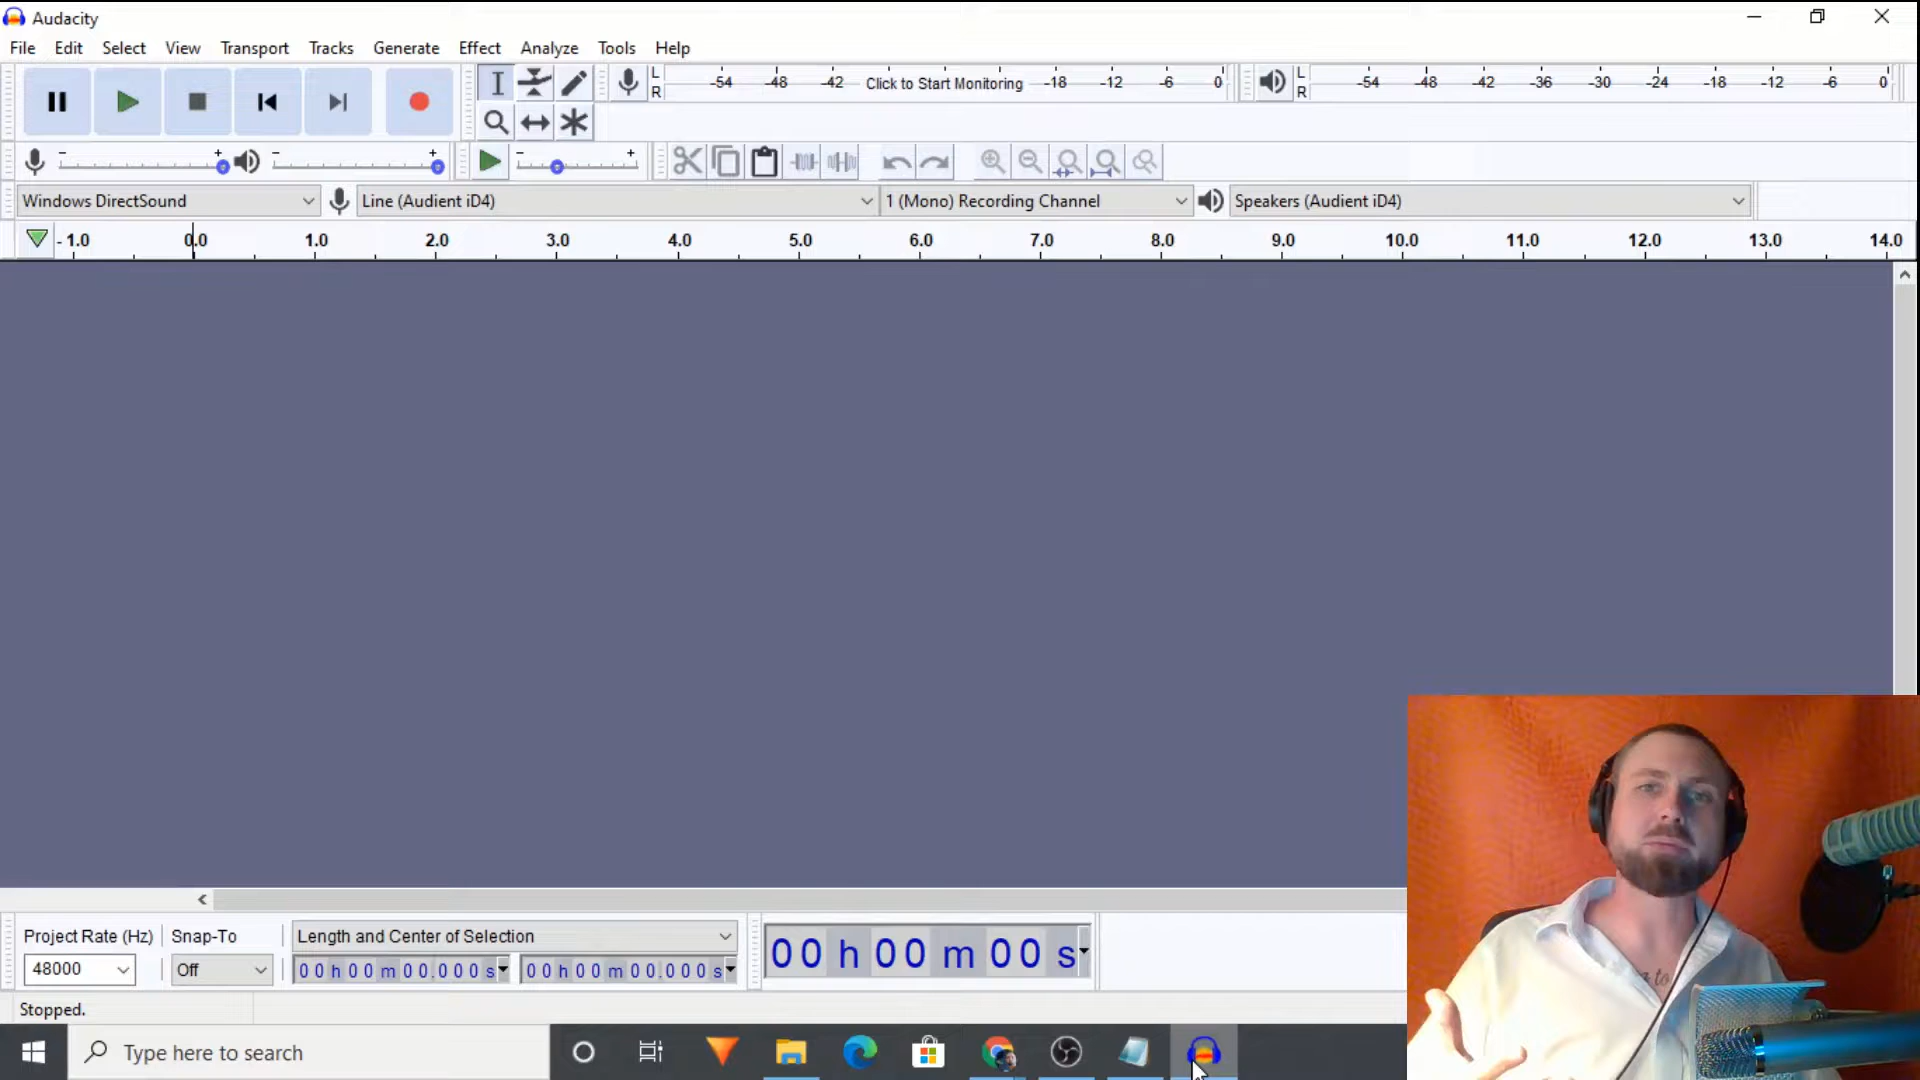 Audacity
File Edit Select View Transport Tracks Generate Effect Analyze Tools Help
L -54 -48 -42 Click to Start Monitoring -18 -12 -6 0 L -54 -48 -42 -36 -30 -24 -18 -12 -6 0
R R
Windows DirectSound Line (Audient iD4) 1 (Mono) Recording Channel Speakers (Audient iD4)
- 1.0 0.0 1.0 2.0 3.0 4.0 5.0 6.0 7.0 8.0 9.0 10.0 11.0 12.0 13.0 14.0
Project Rate (Hz) Snap-To Length and Center of Selection
48000 Off 00 h 00 m 00.000 s 00 h 00 m 00.000 s 00 h 00 m 00 s
Stopped.
Type here to search